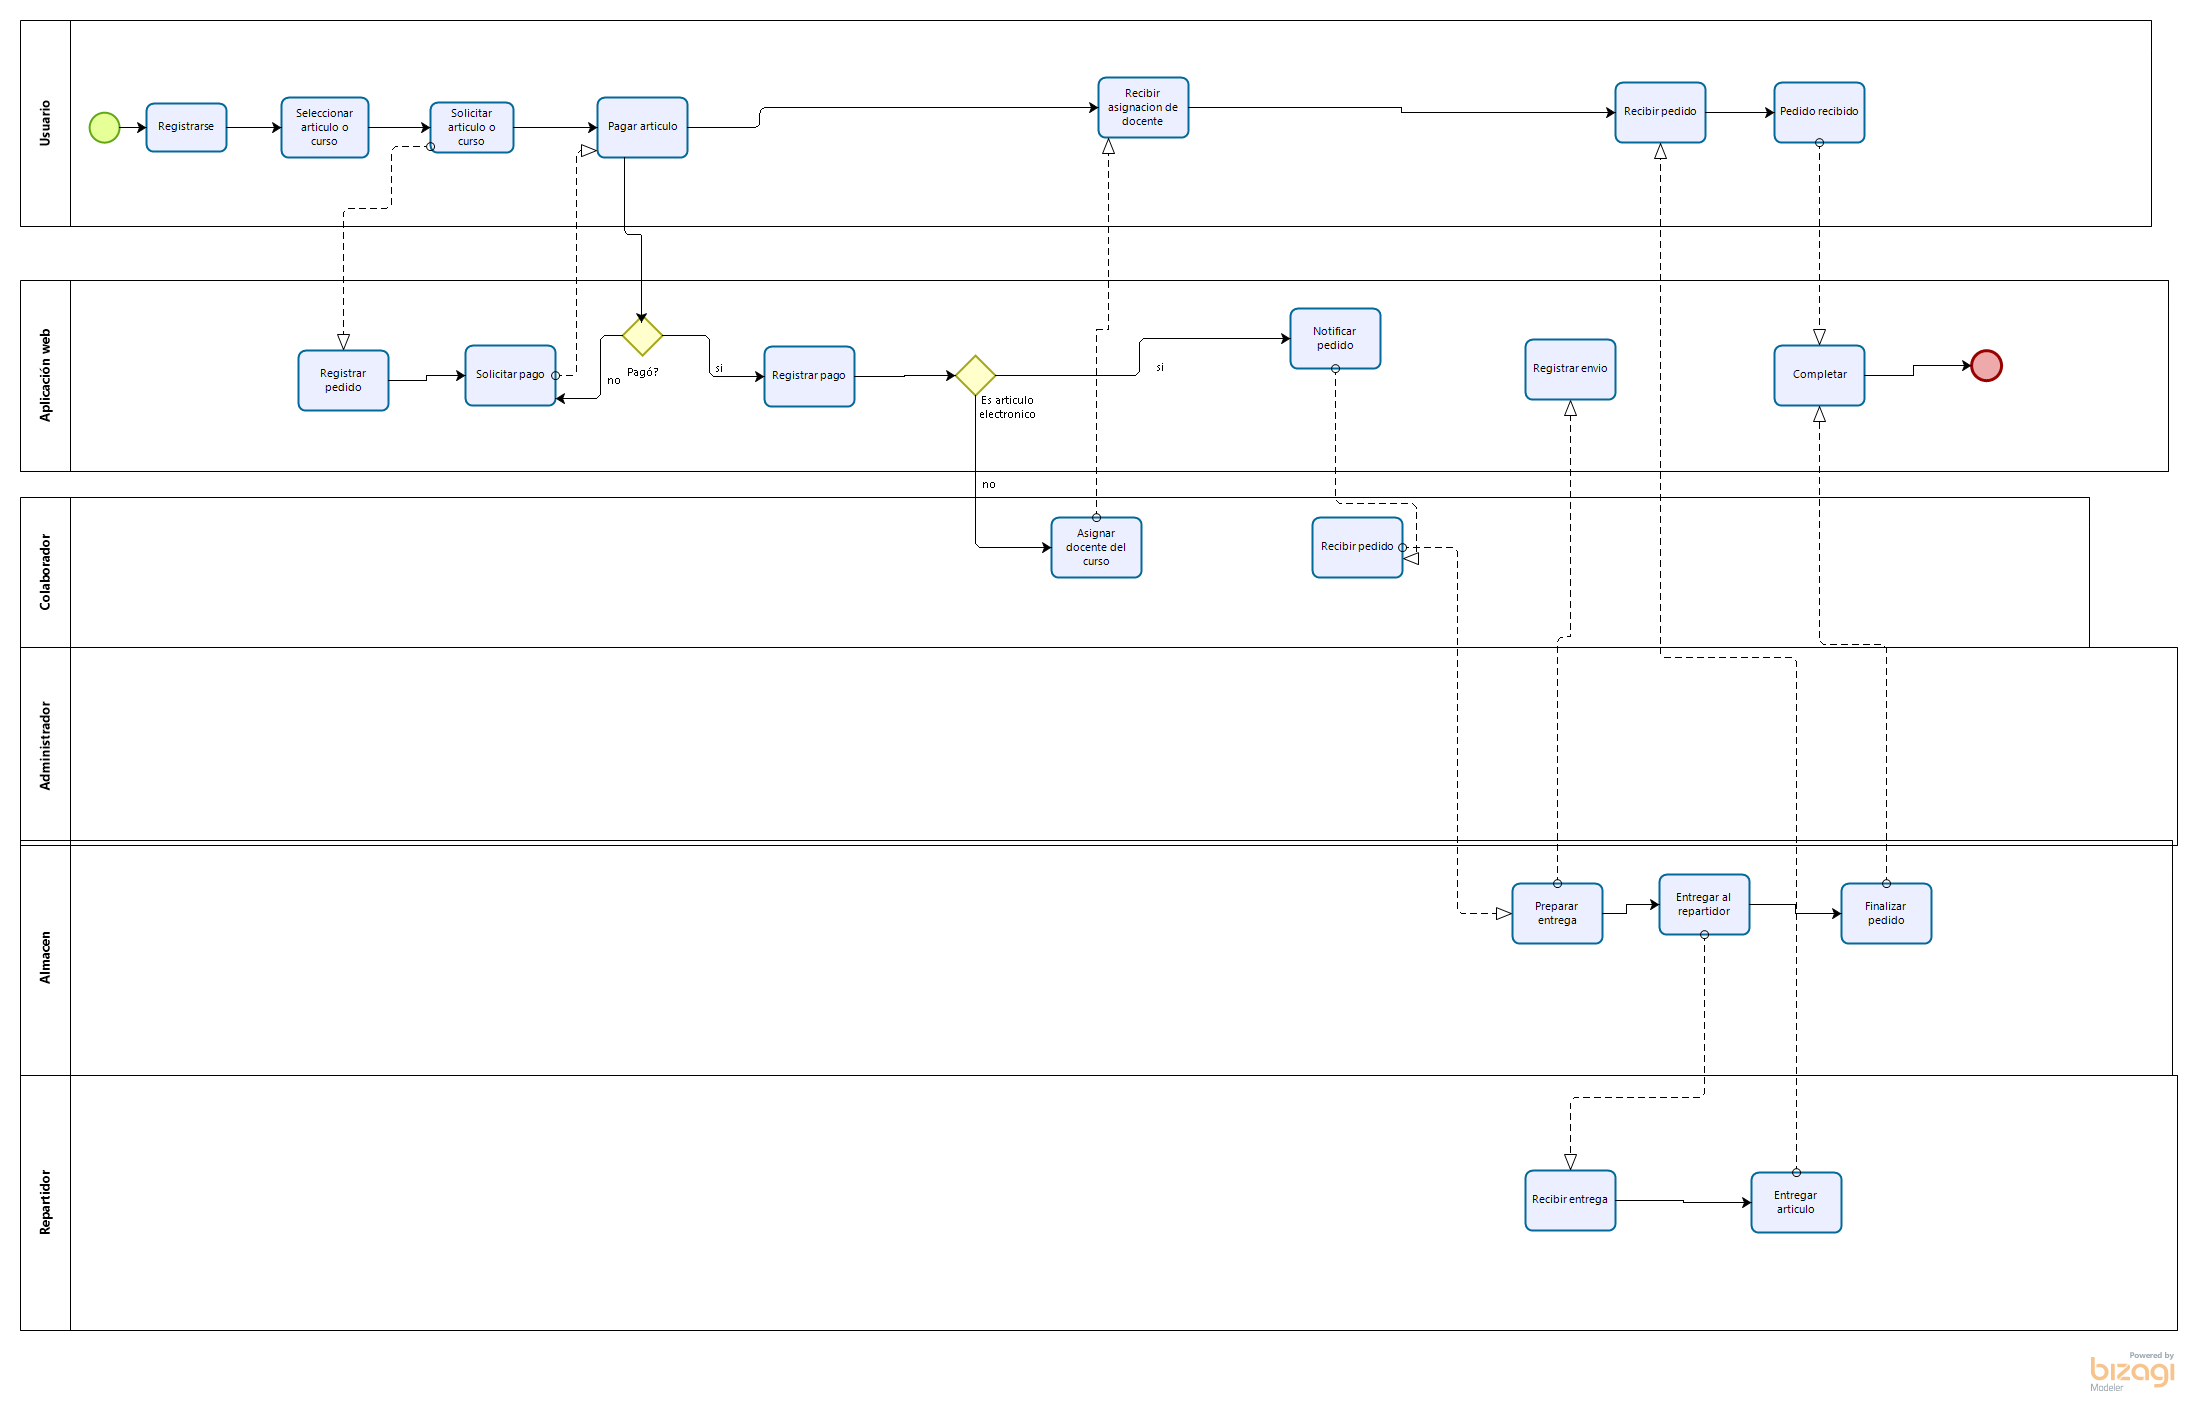 Usuario
Registrarse
Seleccionar
articulo o
curso
Solicitar
articulo o
curso
Pagar articulo
Recibir
asignacion de
docente
Recibir pedido
Pedido recibido
Aplicación web
Registrar
pedido
Solicitar pago
no
Pagó?
si
Registrar pago
Es articulo
electronico
si
no
Notificar
pedido
Registrar envio
Completar
Colaborador
Asignar
docente del
curso
Recibir pedido
Administrador
Almacen
Preparar
entrega
Entregar al
repartidor
Finalizar
pedido
Repartidor
Recibir entrega
Entregar
articulo
Powered by
bizagi
Modeler